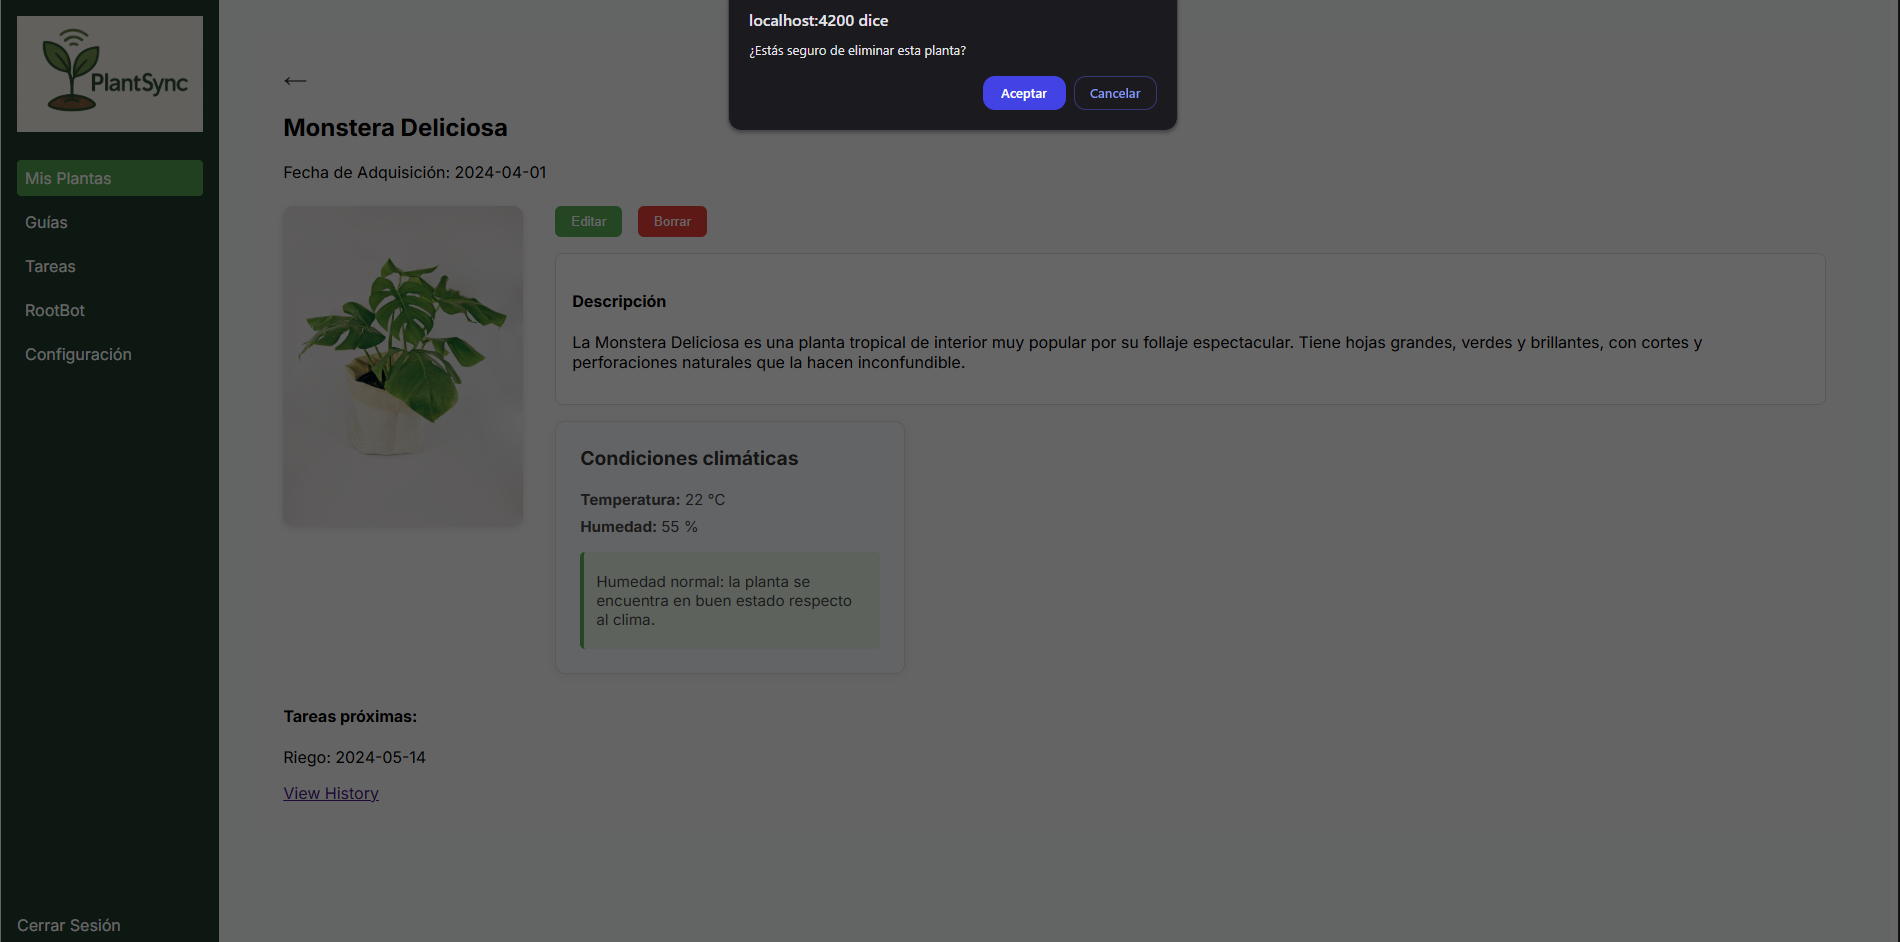 localhost:4200 dice
¿Estás seguro de eliminar esta planta?
Aceptar
Cancelar
PlantSync
Mis Plantas
Guías
Tareas
RootBot
Configuración
Cerrar Sesión
←
Monstera Deliciosa
Fecha de Adquisición: 2024-04-01
Editar
Borrar
Descripción
La Monstera Deliciosa es una planta tropical de interior muy popular por su follaje espectacular. Tiene hojas grandes, verdes y brillantes, con cortes y
perforaciones naturales que la hacen inconfundible.
Condiciones climáticas
Temperatura: 22 °C
Humedad: 55 %
Humedad normal: la planta se
encuentra en buen estado respecto
al clima.
Tareas próximas:
Riego: 2024-05-14
View History